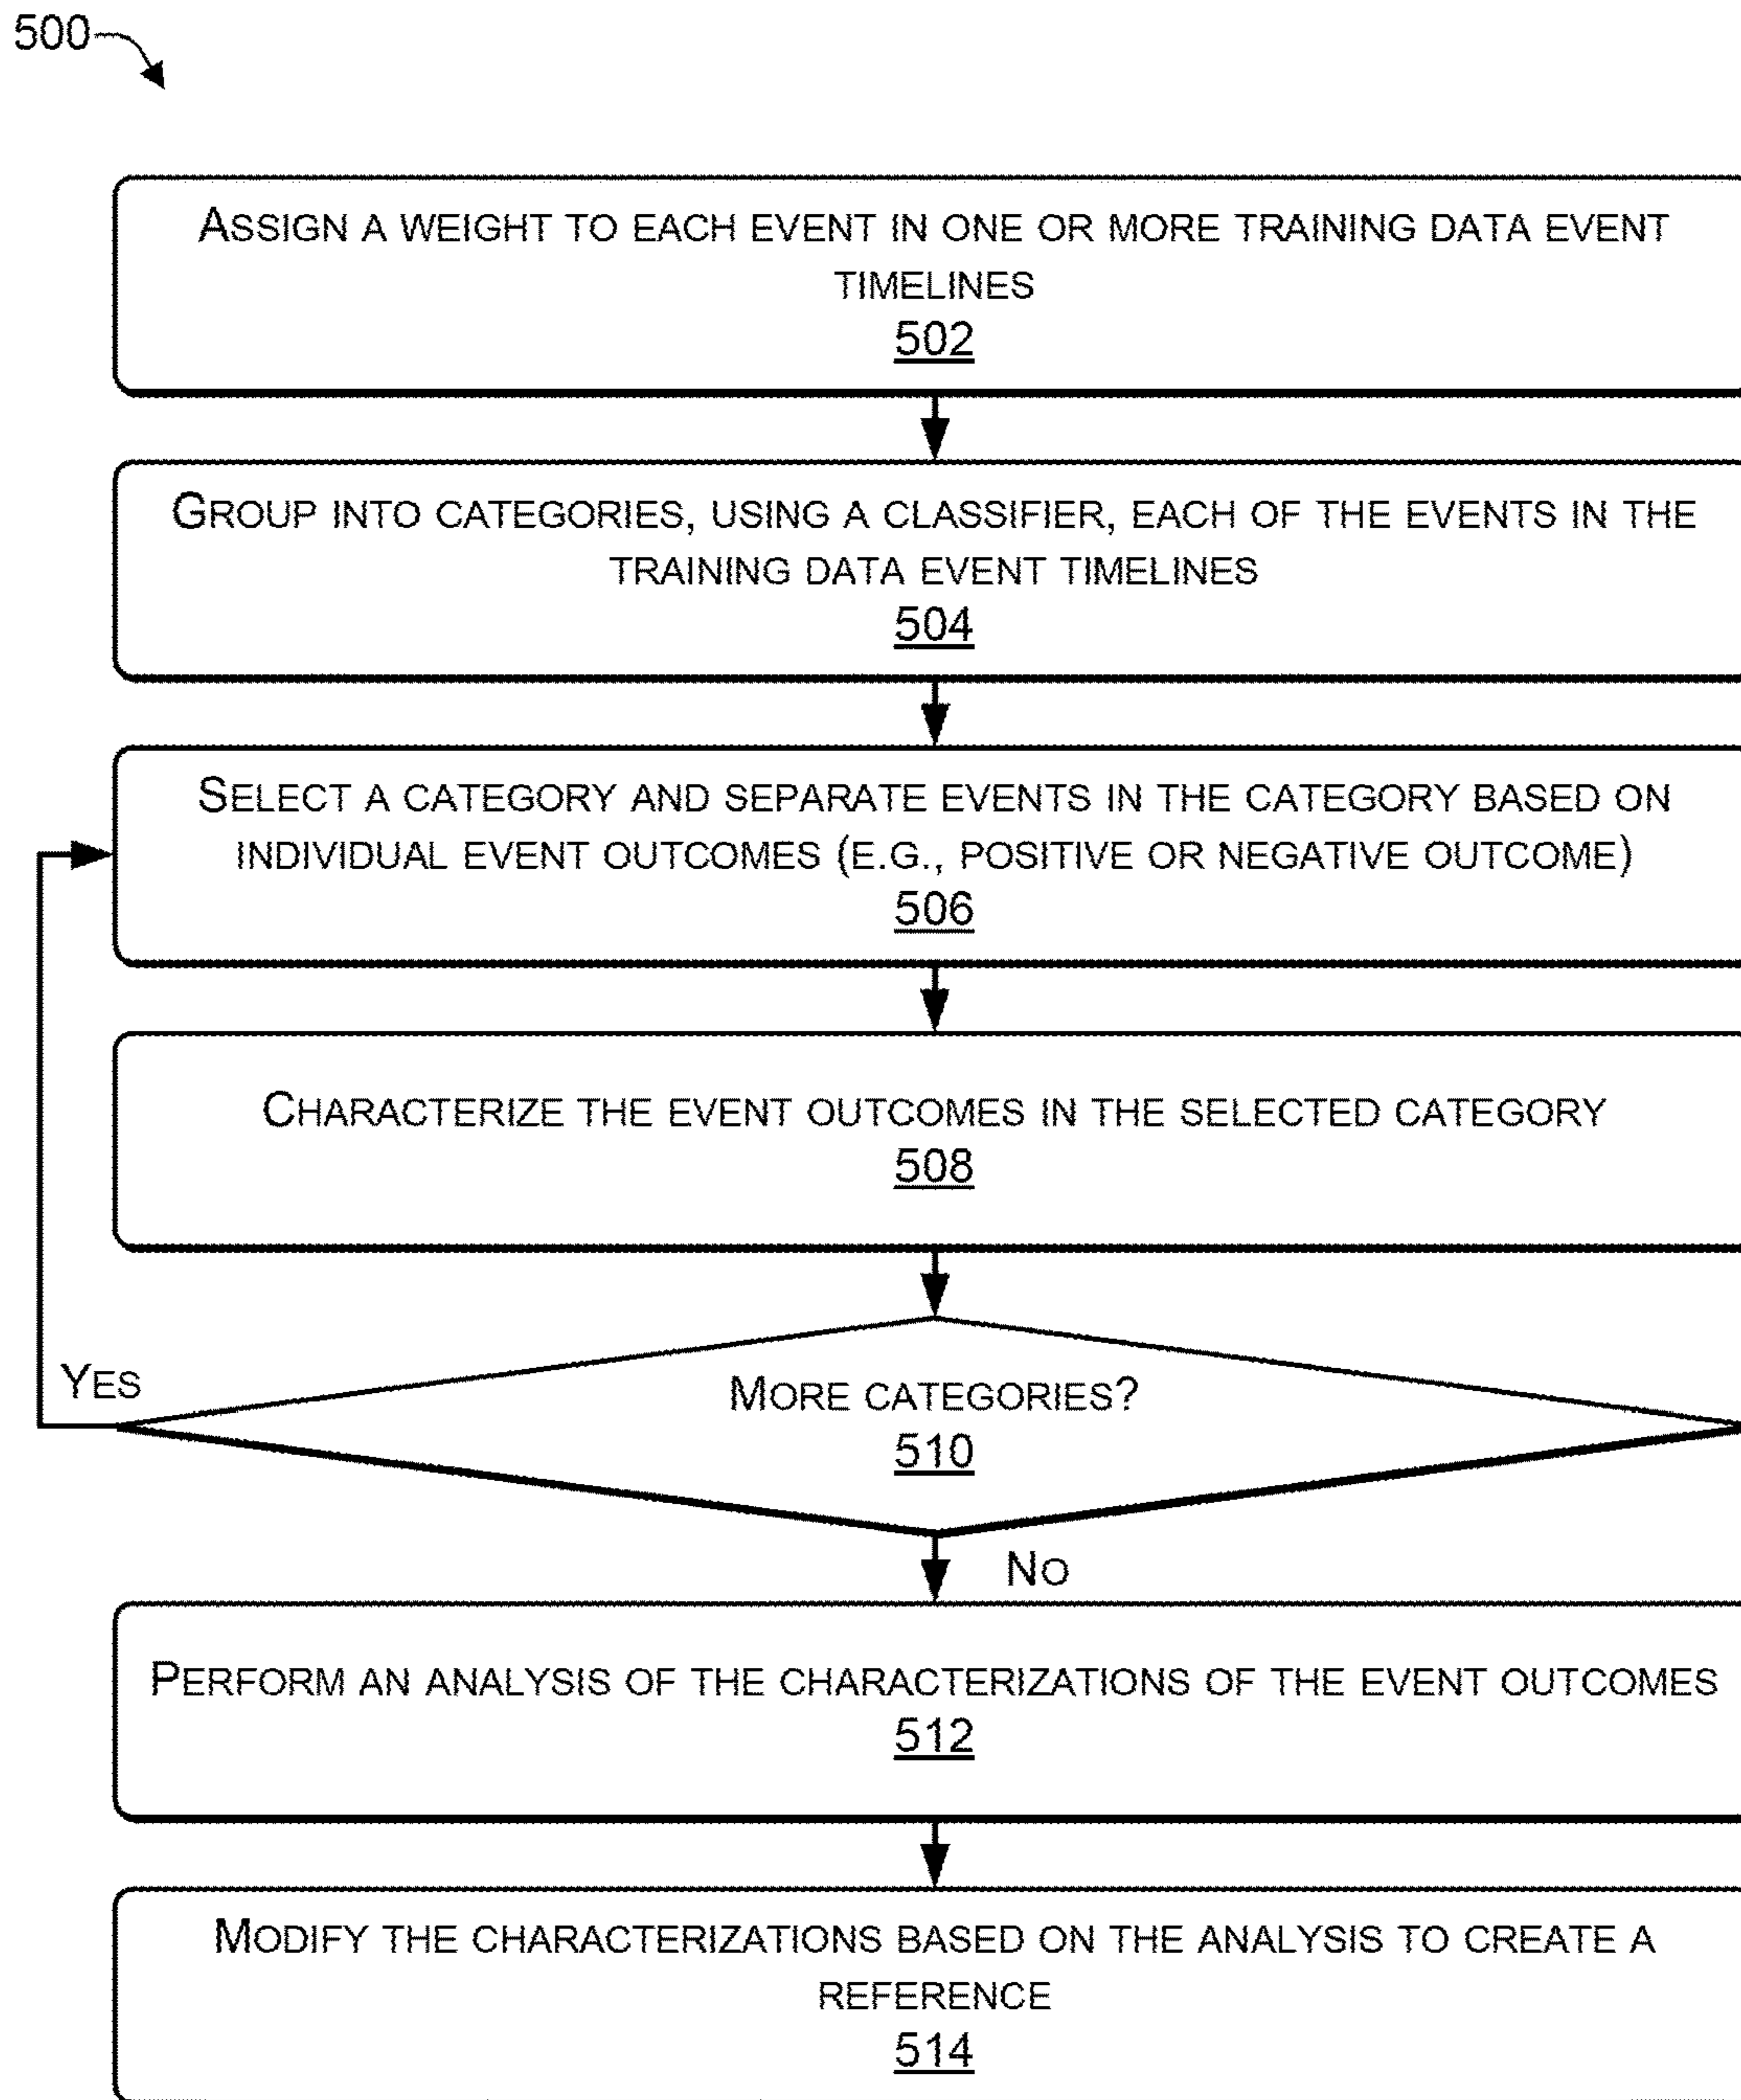 500
ASSIGN A WEIGHT TO EACH EVENT IN ONE OR MORE TRAINING DATA EVENT
TIMELINES
502
GROUP INTO CATEGORIES, USING A CLASSIFIER, EACH OF THE EVENTS IN THE
TRAINING DATA EVENT TIMELINES
504
SELECT A CATEGORY AND SEPARATE EVENTS IN THE CATEGORY BASED ON
INDIVIDUAL EVENT OUTCOMES (E.G., POSITIVE OR NEGATIVE OUTCOME)
506
CHARACTERIZE THE EVENT OUTCOMES IN THE SELECTED CATEGORY
508
YES
MORE CATEGORIES?
510
NO
PERFORM AN ANALYSIS OF THE CHARACTERIZATIONS OF THE EVENT OUTCOMES
512
MODIFY THE CHARACTERIZATIONS BASED ON THE ANALYSIS TO CREATE A
REFERENCE
514